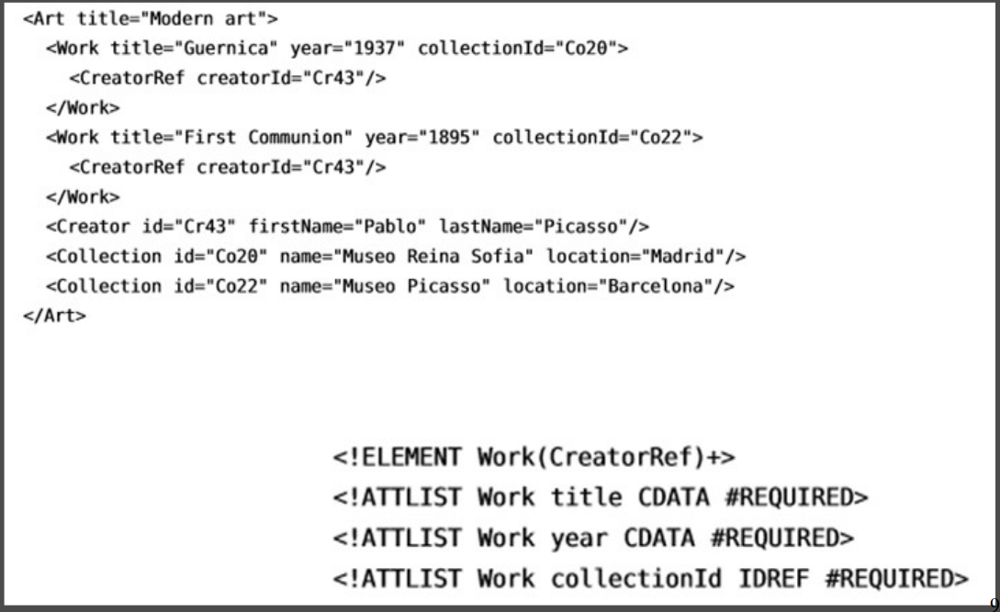 <Art title="Modern art">
<Work title="Guernica" year="1937" collectionId="Co20">
<CreatorRef creatorId="Cr43"/>
</Work>
<Work title="First Communion" year="1895" collectionId="Co22">
<CreatorRef creatorId="Cr43"/>
</Work>
<Creator id="Cr43" firstName="Pablo" lastName="Picasso"/>
<Collection id="Co20" name="Museo Reina Sofia" location="Madrid"/>
<Collection id="Co22" name="Museo Picasso" location="Barcelona"/>
</Art>
<!ELEMENT Work(CreatorRef)+>
<!ATTLIST Work title CDATA #REQUIRED>
<!ATTLIST Work year CDATA #REQUIRED>
<!ATTLIST Work collectionId IDREF #REQUIRED>